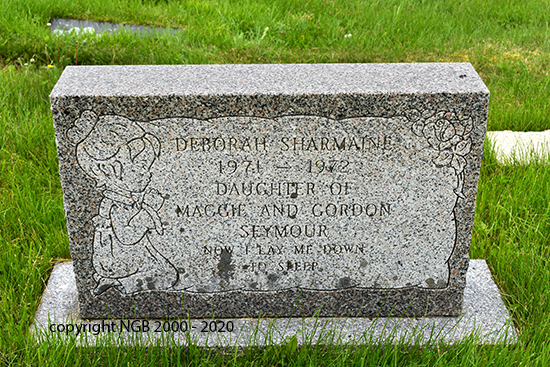 DEBORAH SHARMAINE
1971 – 1972
DAUGHTER OF
MAGGIE AND GORDON
SEYMOUR
NOW I LAY ME DOWN
TO SLEEP
copyright NGB 2000 - 2020